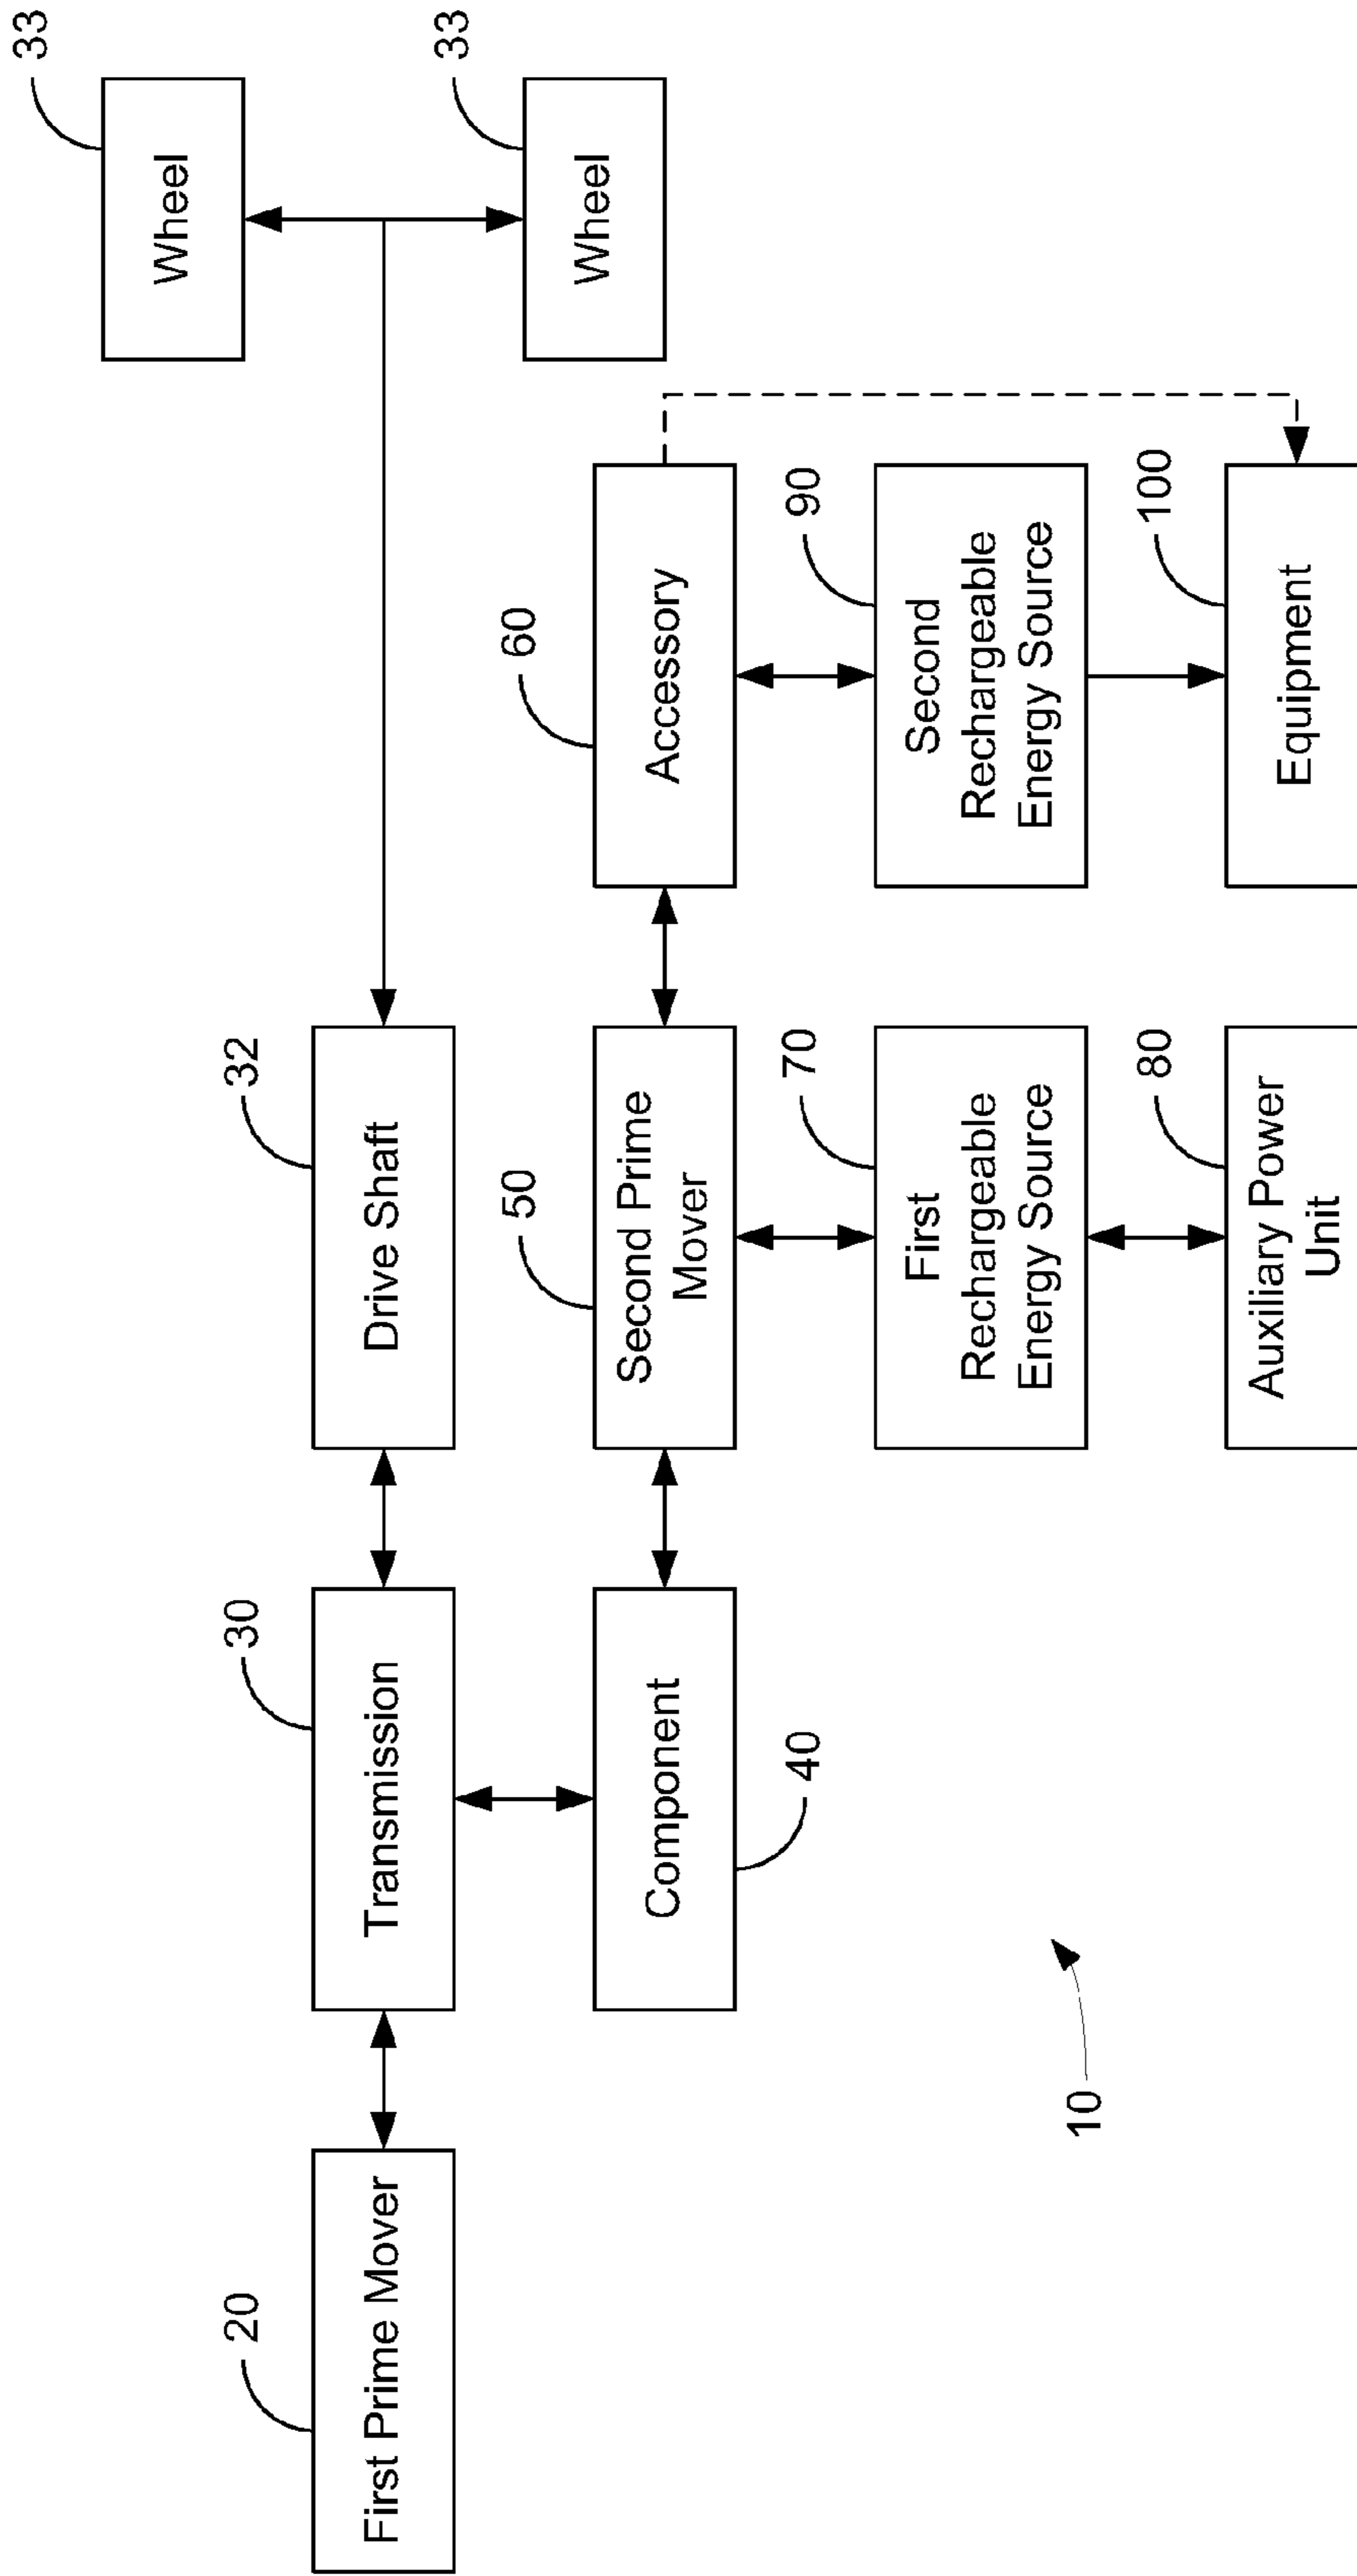 33
Wheel
33
Wheel
20
First Prime Mover
30
Transmission
32
Drive Shaft
40
Component
50
Second Prime
Mover
60
Accessory
70
First
Rechargeable
Energy Source
90
Second
Rechargeable
Energy Source
80
Auxiliary Power
Unit
100
Equipment
10